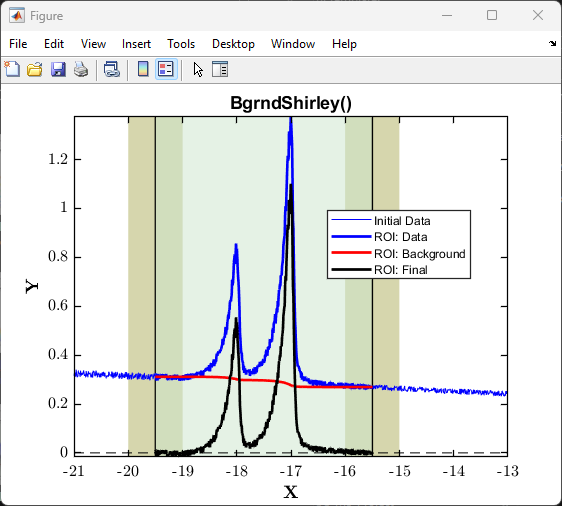 Figure
File Edit View Insert Tools Desktop Window Help
BgrndShirley()
1.2
1
0.8
0.6
0.4
0.2
0
Y
Initial Data
ROI: Data
ROI: Background
ROI: Final
-21 -20 -19 -18 -17 -16 -15 -14 -13
X